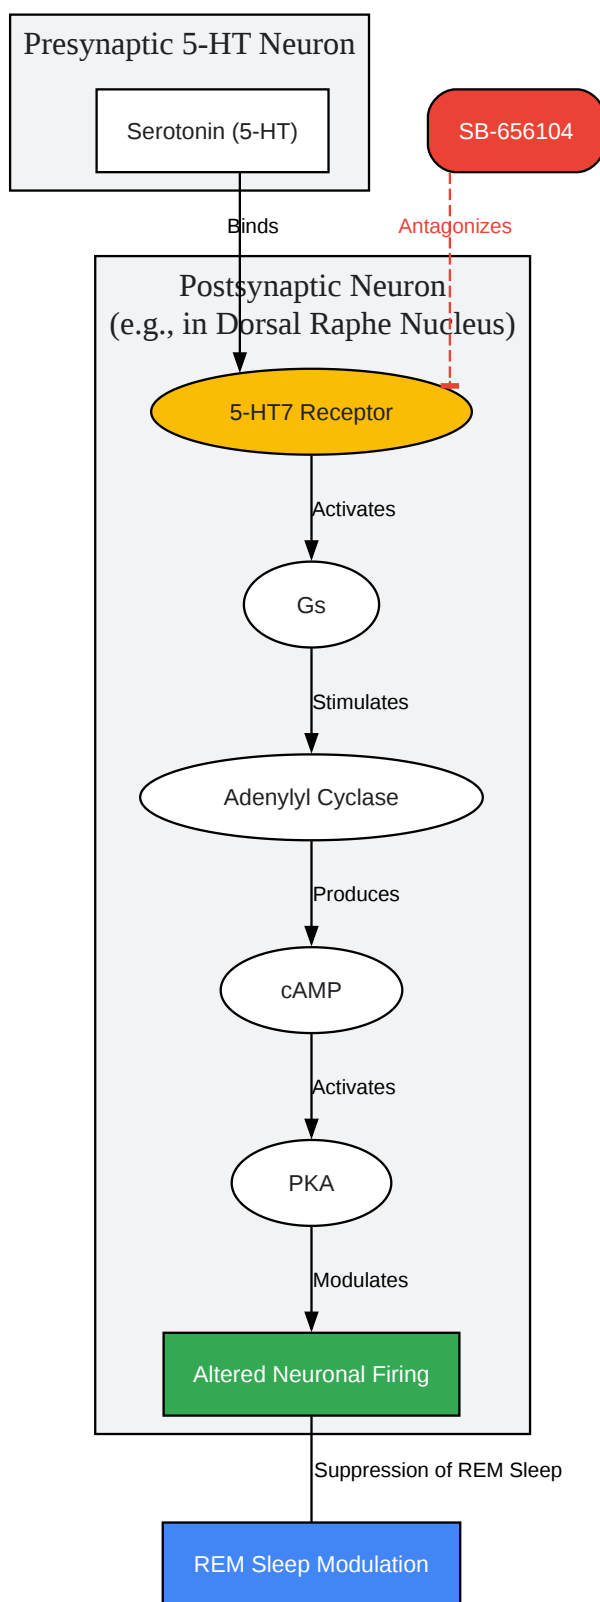 Presynaptic 5-HT Neuron
Serotonin (5-HT)
SB-656104
Binds
Antagonizes
Postsynaptic Neuron
(e.g., in Dorsal Raphe Nucleus)
5-HT7 Receptor
Activates
Gs
Stimulates
Adenylyl Cyclase
Produces
cAMP
Activates
PKA
Modulates
Altered Neuronal Firing
Suppression of REM Sleep
REM Sleep Modulation